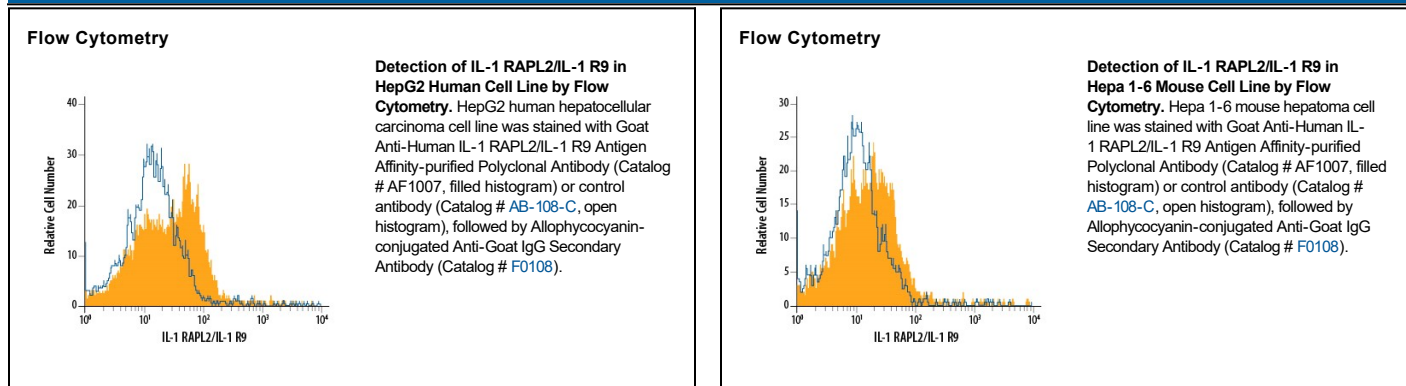 Flow Cytometry
Detection of IL-1 RAPL2/IL-1 R9 in
HepG2 Human Cell Line by Flow
Cytometry. HepG2 human hepatocellular
carcinoma cell line was stained with Goat
Anti-Human IL-1 RAPL2/IL-1 R9 Antigen
Affinity-purified Polyclonal Antibody (Catalog
# AF1007, filled histogram) or control
antibody (Catalog # AB-108-C, open
histogram), followed by Allophycocyanin-
conjugated Anti-Goat IgG Secondary
Antibody (Catalog # F0108).
Relative Cell Number
40
30
20
10
0
10⁰ 10¹ 10² 10³ 10⁴
IL-1 RAPL2/IL-1 R9
Flow Cytometry
Detection of IL-1 RAPL2/IL-1 R9 in
Hepa 1-6 Mouse Cell Line by Flow
Cytometry. Hepa 1-6 mouse hepatoma cell
line was stained with Goat Anti-Human IL-
1 RAPL2/IL-1 R9 Antigen Affinity-purified
Polyclonal Antibody (Catalog # AF1007, filled
histogram) or control antibody (Catalog #
AB-108-C, open histogram), followed by
Allophycocyanin-conjugated Anti-Goat IgG
Secondary Antibody (Catalog # F0108).
Relative Cell Number
30
25
20
15
10
5
0
10⁰ 10¹ 10² 10³ 10⁴
IL-1 RAPL2/IL-1 R9